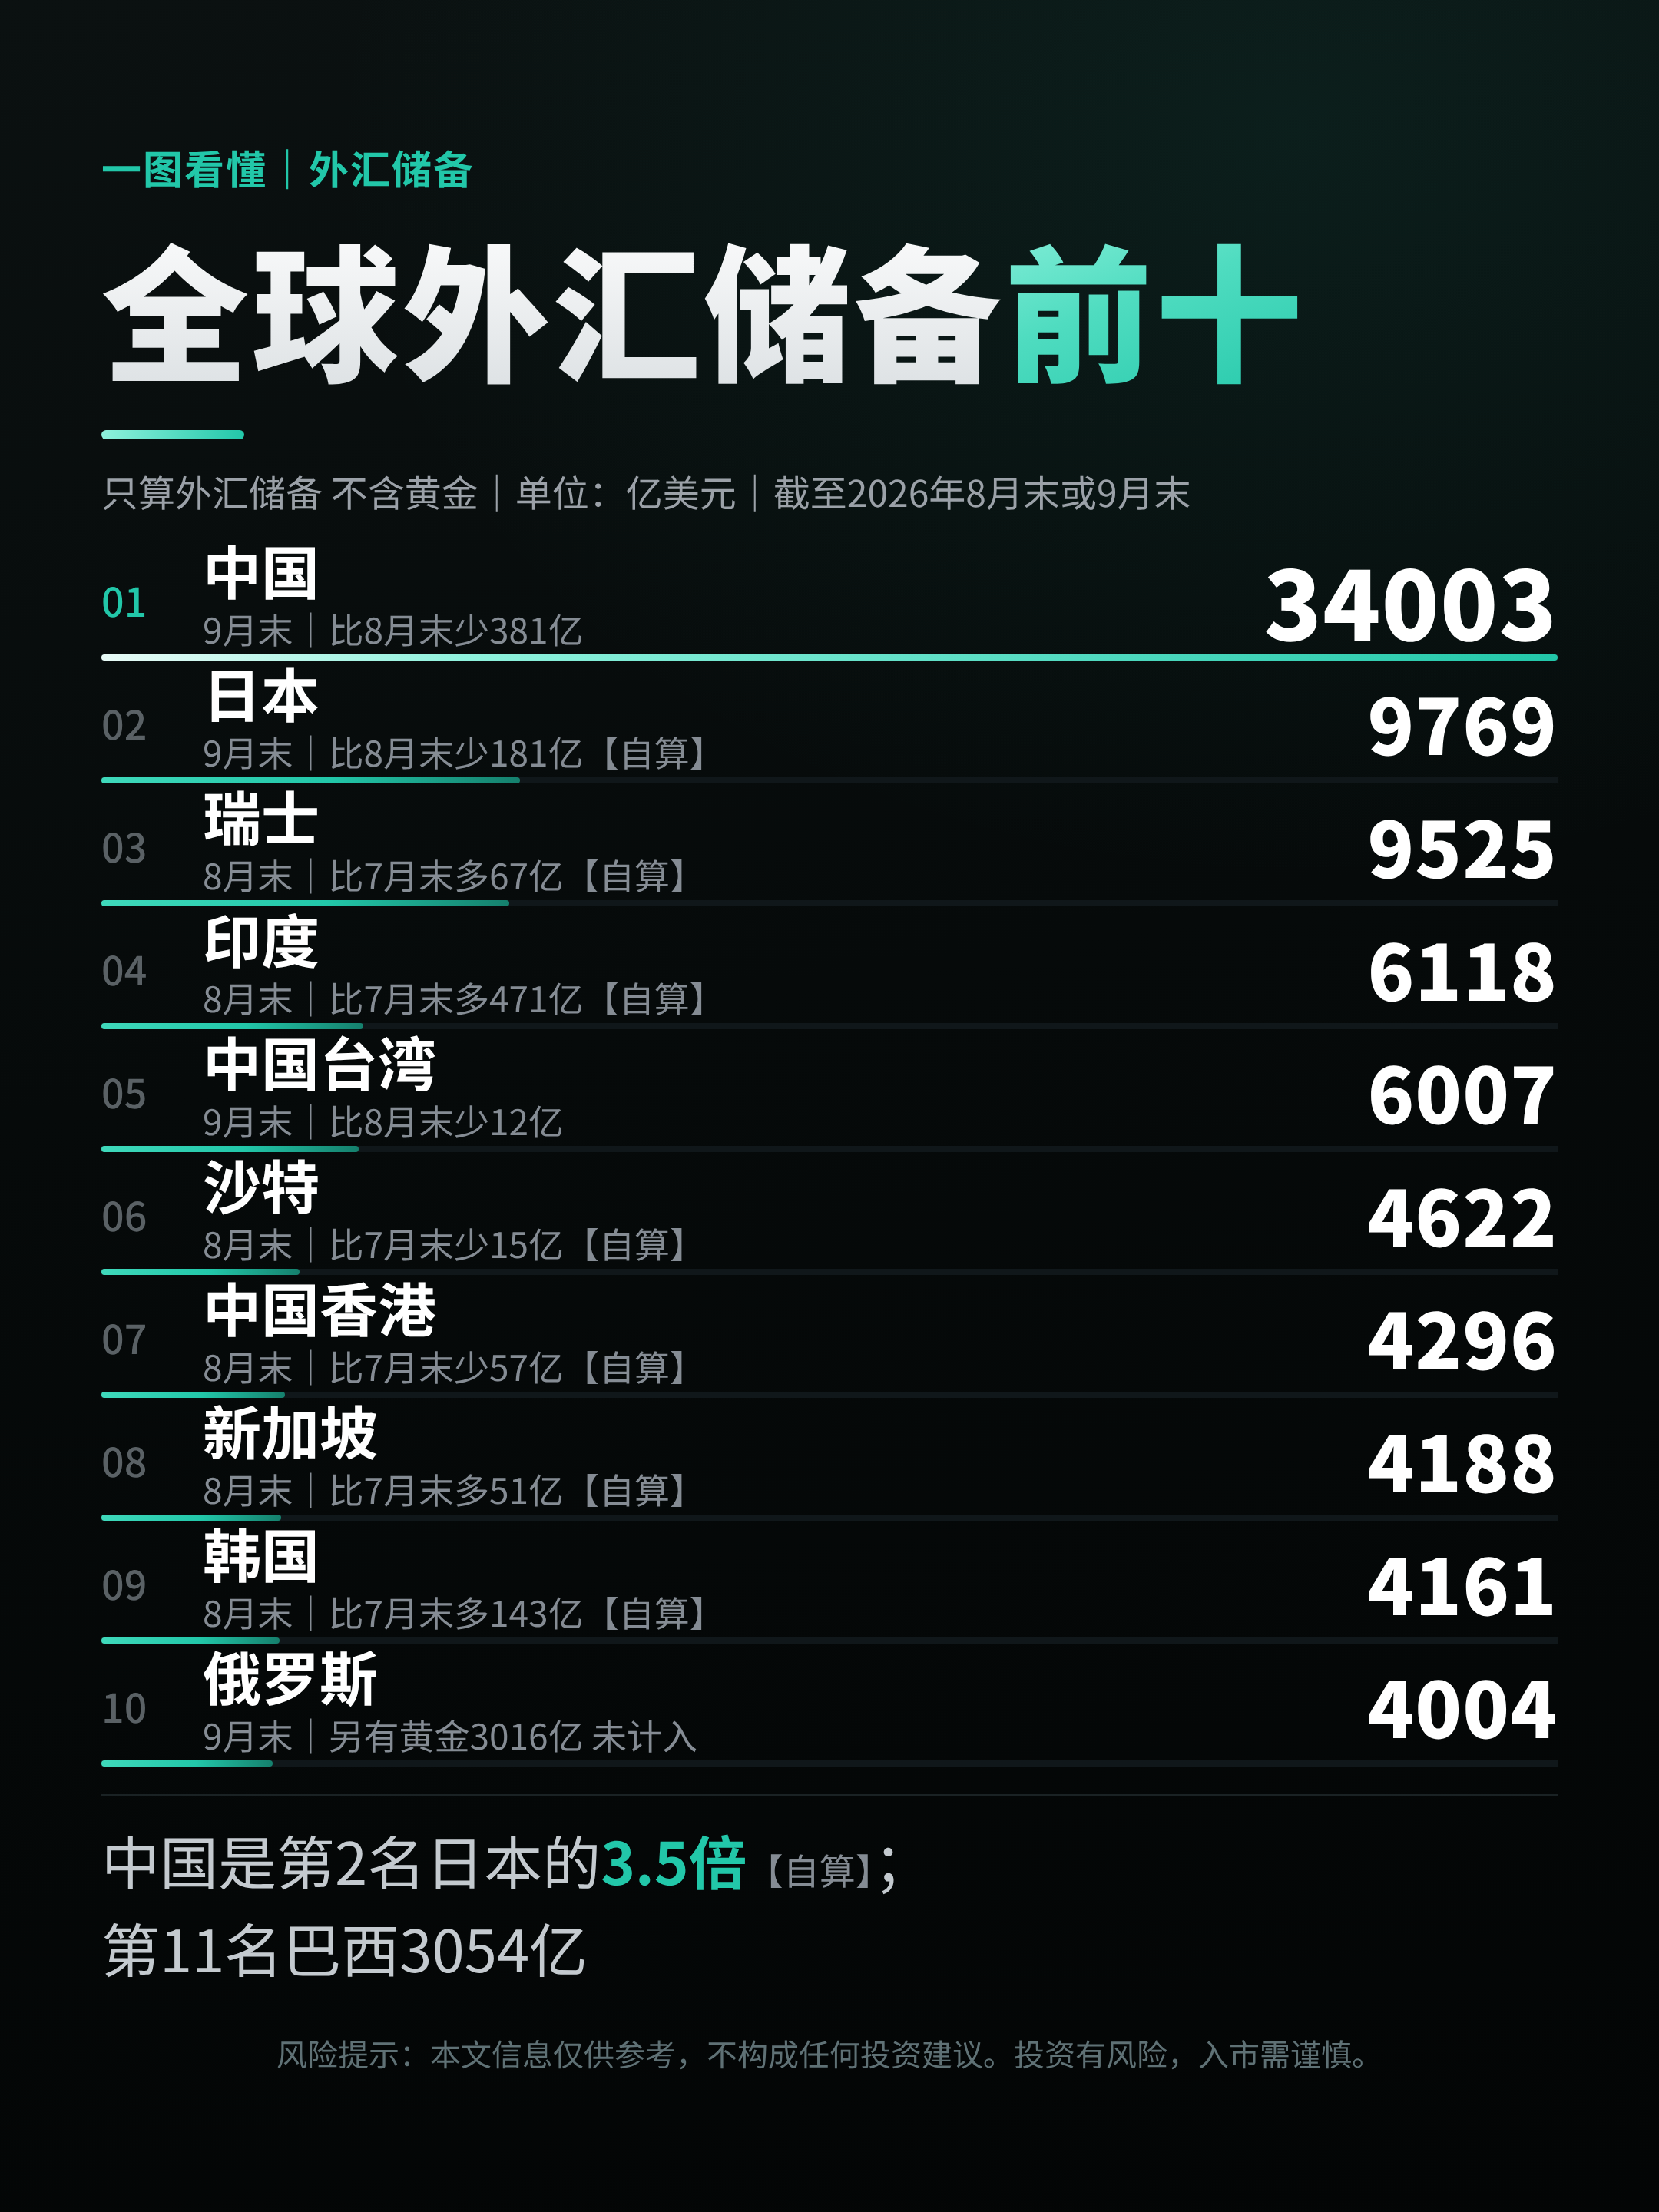 一图看懂｜外汇储备
全球外汇储备前十
只算外汇储备 不含黄金｜单位：亿美元｜截至2026年8月末或9月末
01
中国
9月末｜比8月末少381亿
34003
02
日本
9月末｜比8月末少181亿【自算】
9769
03
瑞士
8月末｜比7月末多67亿【自算】
9525
04
印度
8月末｜比7月末多471亿【自算】
6118
05
中国台湾
9月末｜比8月末少12亿
6007
06
沙特
8月末｜比7月末少15亿【自算】
4622
07
中国香港
8月末｜比7月末少57亿【自算】
4296
08
新加坡
8月末｜比7月末多51亿【自算】
4188
09
韩国
8月末｜比7月末多143亿【自算】
4161
10
俄罗斯
9月末｜另有黄金3016亿 未计入
4004
中国是第2名日本的3.5倍【自算】；
第11名巴西3054亿
风险提示：本文信息仅供参考，不构成任何投资建议。投资有风险，入市需谨慎。